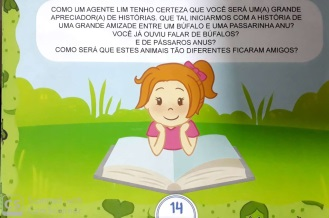 COMO UM AGENTE LIM TENHO CERTEZA QUE VOCÊ SERÁ UM(A) GRANDE
APRECIADOR(A) DE HISTÓRIAS. QUE TAL INICIARMOS COM A HISTÓRIA DE
UMA GRANDE AMIZADE ENTRE UM BÚFALO E UMA PASSARINHA ANU?
VOCÊ JÁ OUVIU FALAR DE BÚFALOS?
E DE PÁSSAROS ANUS?
COMO SERÁ QUE ESTES ANIMAIS TÃO DIFERENTES FICARAM AMIGOS?
14